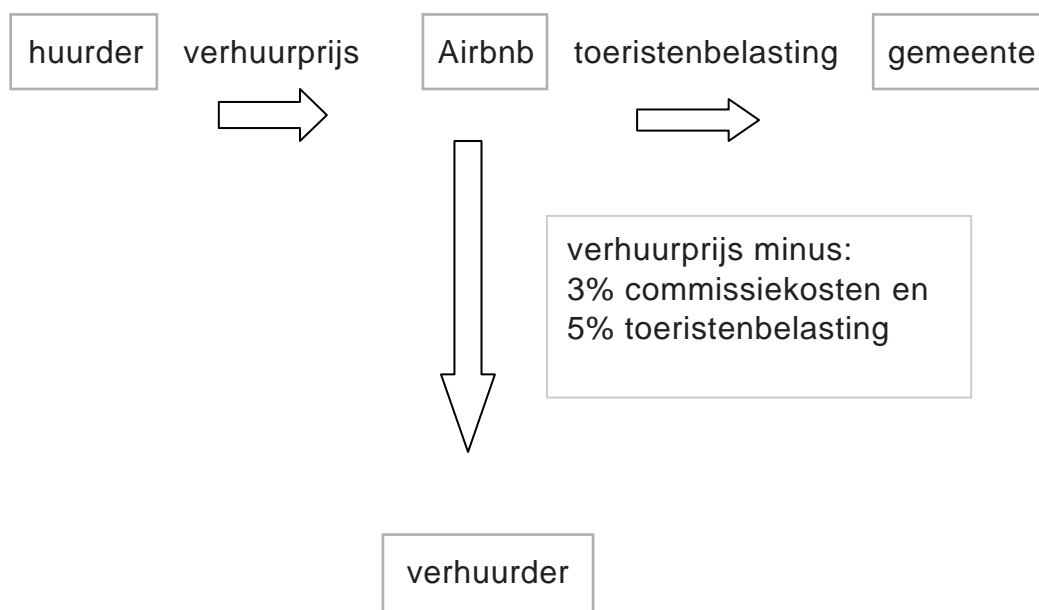 huurder verhuurprijs Airbnb toeristenbelasting gemeente
verhuurprijs minus:
3% commissiekosten en
5% toeristenbelasting
verhuurder